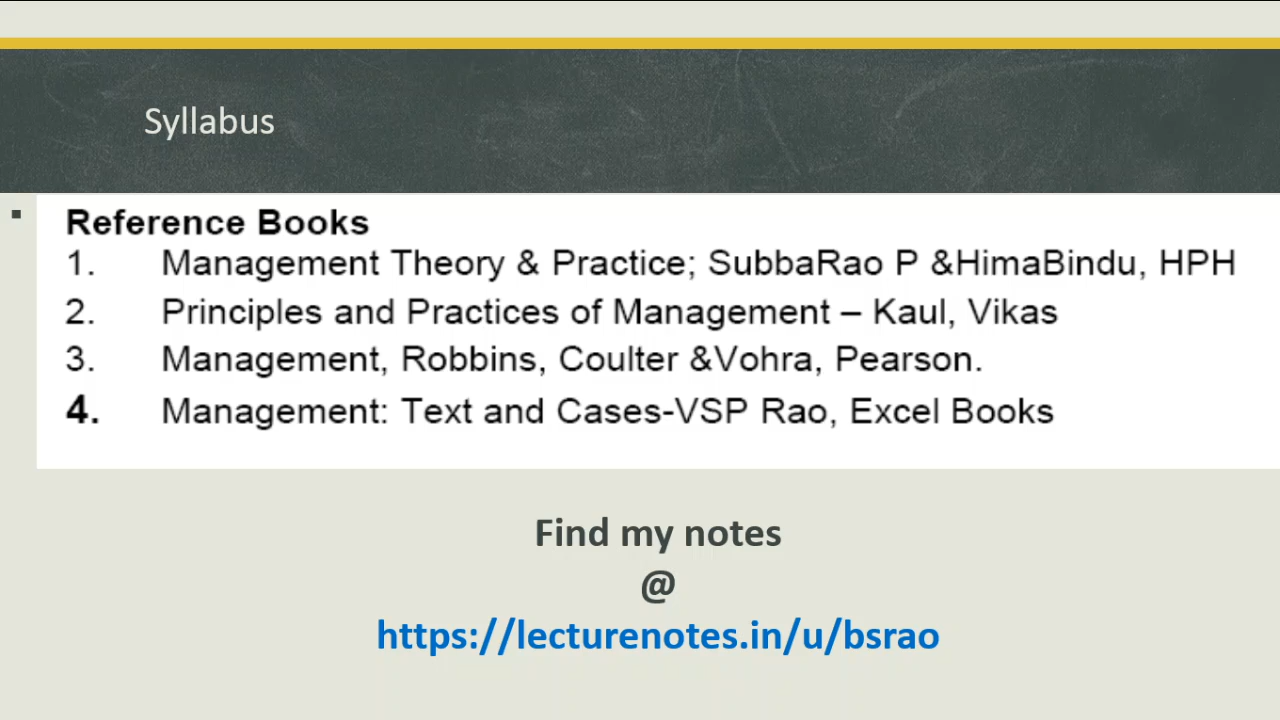 Syllabus
▪ Reference Books
1. Management Theory & Practice; SubbaRao P &HimaBindu, HPH
2. Principles and Practices of Management – Kaul, Vikas
3. Management, Robbins, Coulter &Vohra, Pearson.
4. Management: Text and Cases-VSP Rao, Excel Books
Find my notes
@
https://lecturenotes.in/u/bsrao